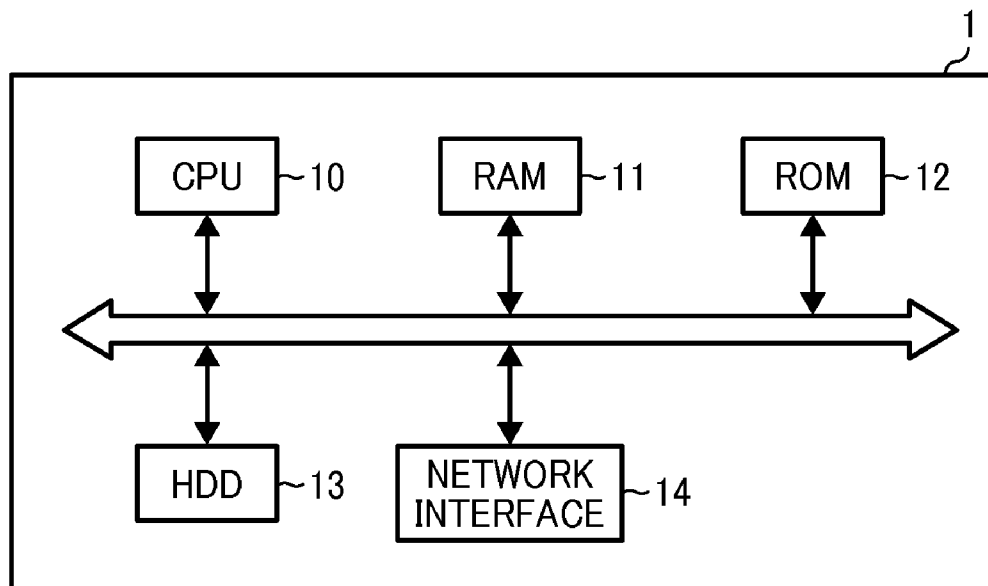 1
CPU ~10
RAM ~11
ROM ~12
HDD ~13
NETWORK
INTERFACE ~14